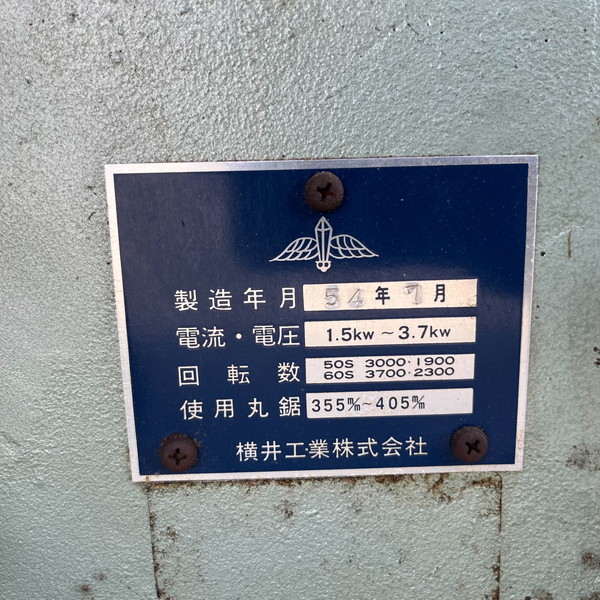 製造年月 54年7月
電流・電圧 1.5kw～3.7kw
回転数 50S 3000·1900
60S 3700·2300
使用丸鋸 355㎜～405㎜
横井工業株式会社